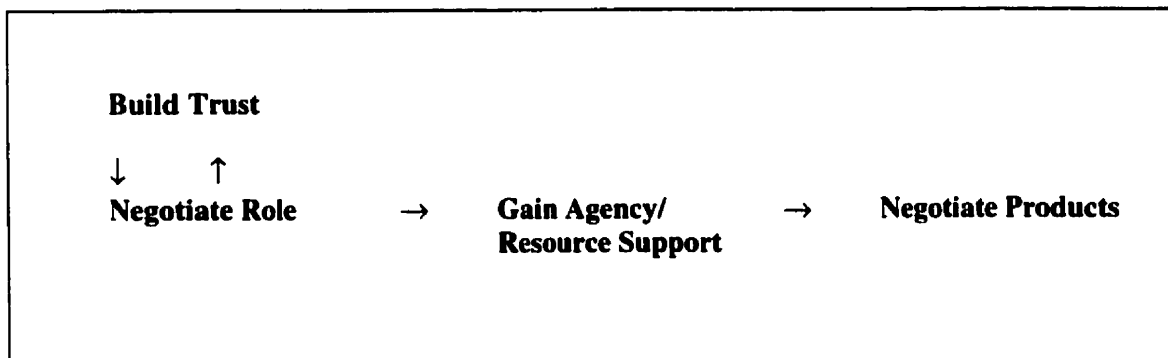 Build Trust
↓ ↑
Negotiate Role → Gain Agency/ → Negotiate Products
Resource Support